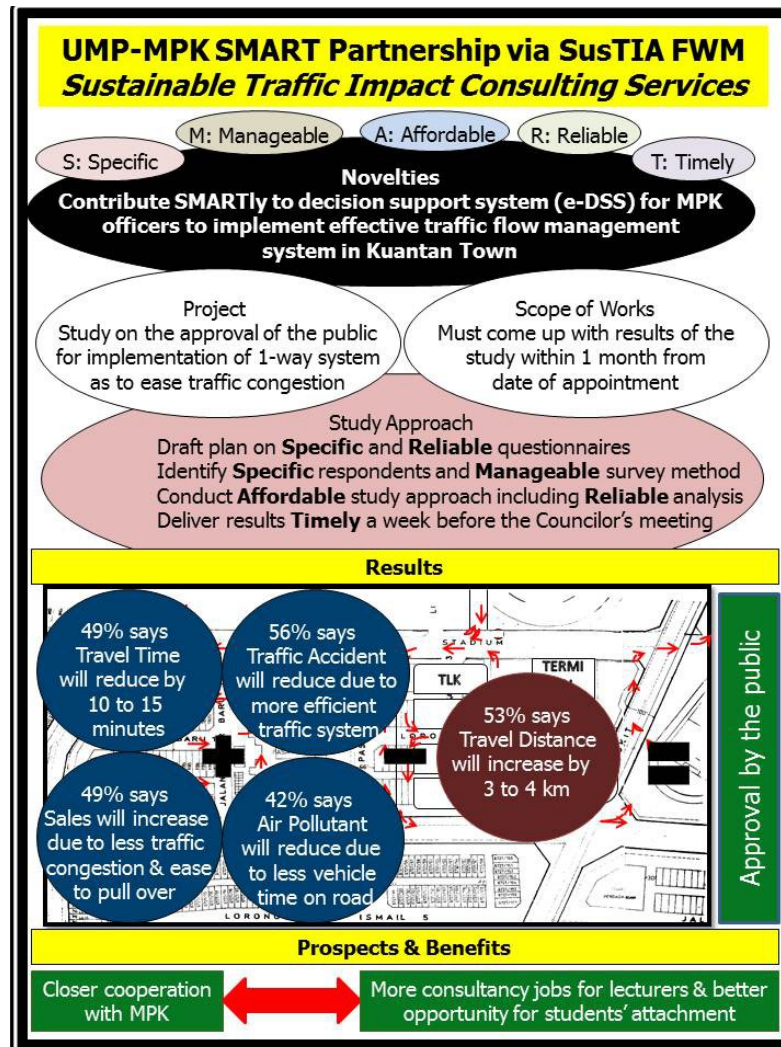 UMP-MPK SMART Partnership via SusTIA FWM
Sustainable Traffic Impact Consulting Services
S: Specific
M: Manageable
A: Affordable
R: Reliable
T: Timely
Novelties
Contribute SMARTly to decision support system (e-DSS) for MPK
officers to implement effective traffic flow management
system in Kuantan Town
Project
Study on the approval of the public
for implementation of 1-way system
as to ease traffic congestion
Scope of Works
Must come up with results of the
study within 1 month from
date of appointment
Study Approach
Draft plan on Specific and Reliable questionnaires
Identify Specific respondents and Manageable survey method
Conduct Affordable study approach including Reliable analysis
Deliver results Timely a week before the Councilor's meeting
Results
49% says
Travel Time
will reduce by
10 to 15
minutes
56% says
Traffic Accident
will reduce due to
more efficient
traffic system
53% says
Travel Distance
will increase by
3 to 4 km
49% says
Sales will increase
due to less traffic
congestion & ease
to pull over
42% says
Air Pollutant
will reduce due
to less vehicle
time on road
STADIUM
TLK
TERMI
LORO
JALAN
LORONG
ISMAIL 5
Approval by the public
Prospects & Benefits
Closer cooperation
with MPK
More consultancy jobs for lecturers & better
opportunity for students' attachment